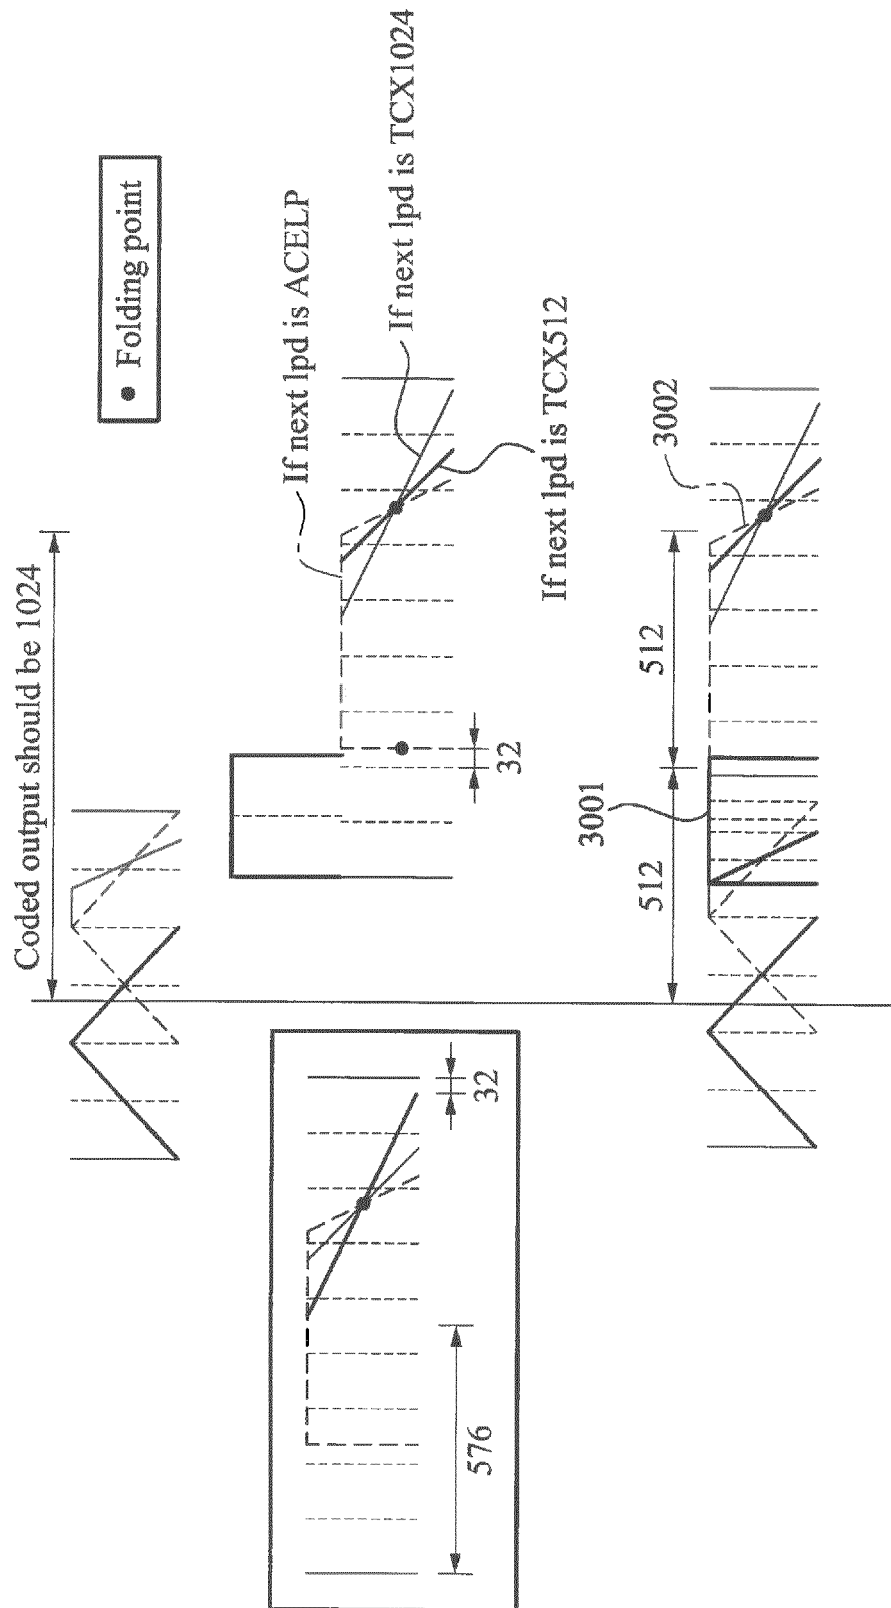 Coded output should be 1024
● Folding point
If next lpd is ACELP
If next lpd is TCX1024
If next lpd is TCX512
32
32
576
3001
3002
512
512